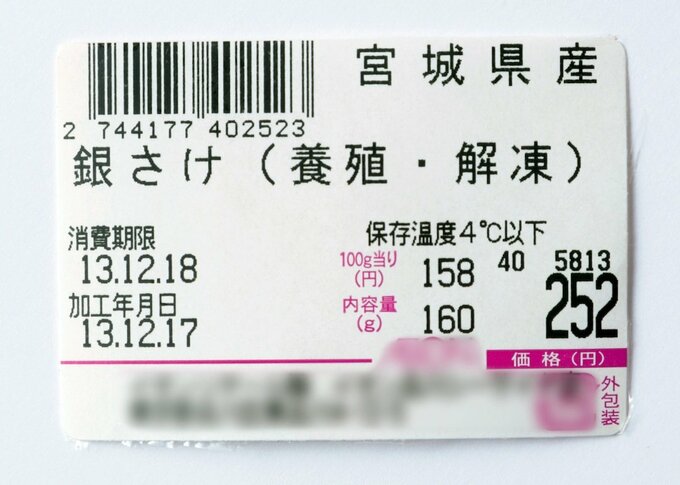 宮城県産
2 744177 402523
銀さけ(養殖・解凍)
消費期限
13.12.18
加工年月日
13.12.17
保存温度4℃以下
100g当り
(円)
158
40
5813
内容量
(g)
160
252
価格(円)
外包装